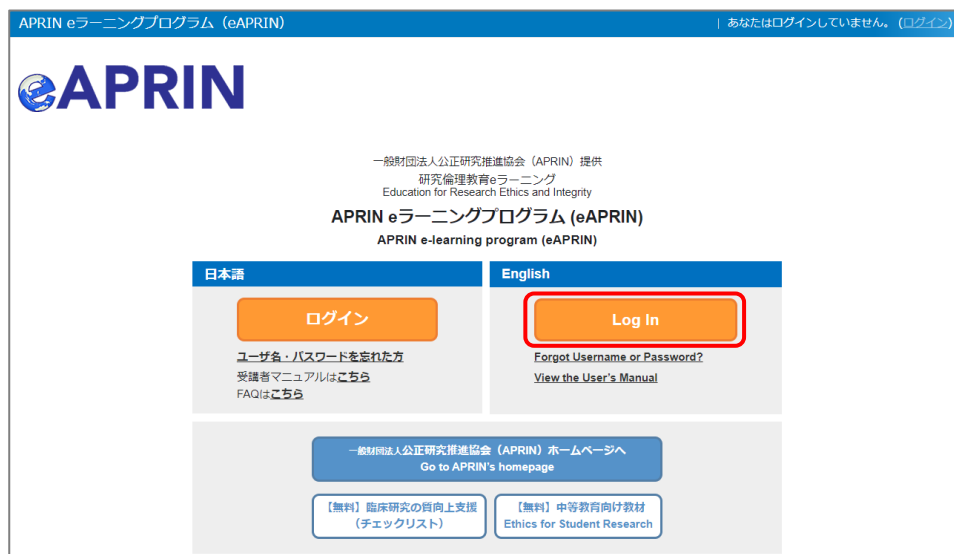 APRIN eラーニングプログラム（eAPRIN）
| あなたはログインしていません。 (ログイン)
eAPRIN
一般財団法人公正研究推進協会（APRIN）提供
研究倫理教育eラーニング
Education for Research Ethics and Integrity
APRIN eラーニングプログラム (eAPRIN)
APRIN e-learning program (eAPRIN)
日本語
ログイン
ユーザ名・パスワードを忘れた方
受講者マニュアルはこちら
FAQはこちら
English
Log In
Forgot Username or Password?
View the User's Manual
一般財団法人公正研究推進協会（APRIN）ホームページへ
Go to APRIN's homepage
【無料】臨床研究の質向上支援
（チェックリスト）
【無料】中等教育向け教材
Ethics for Student Research